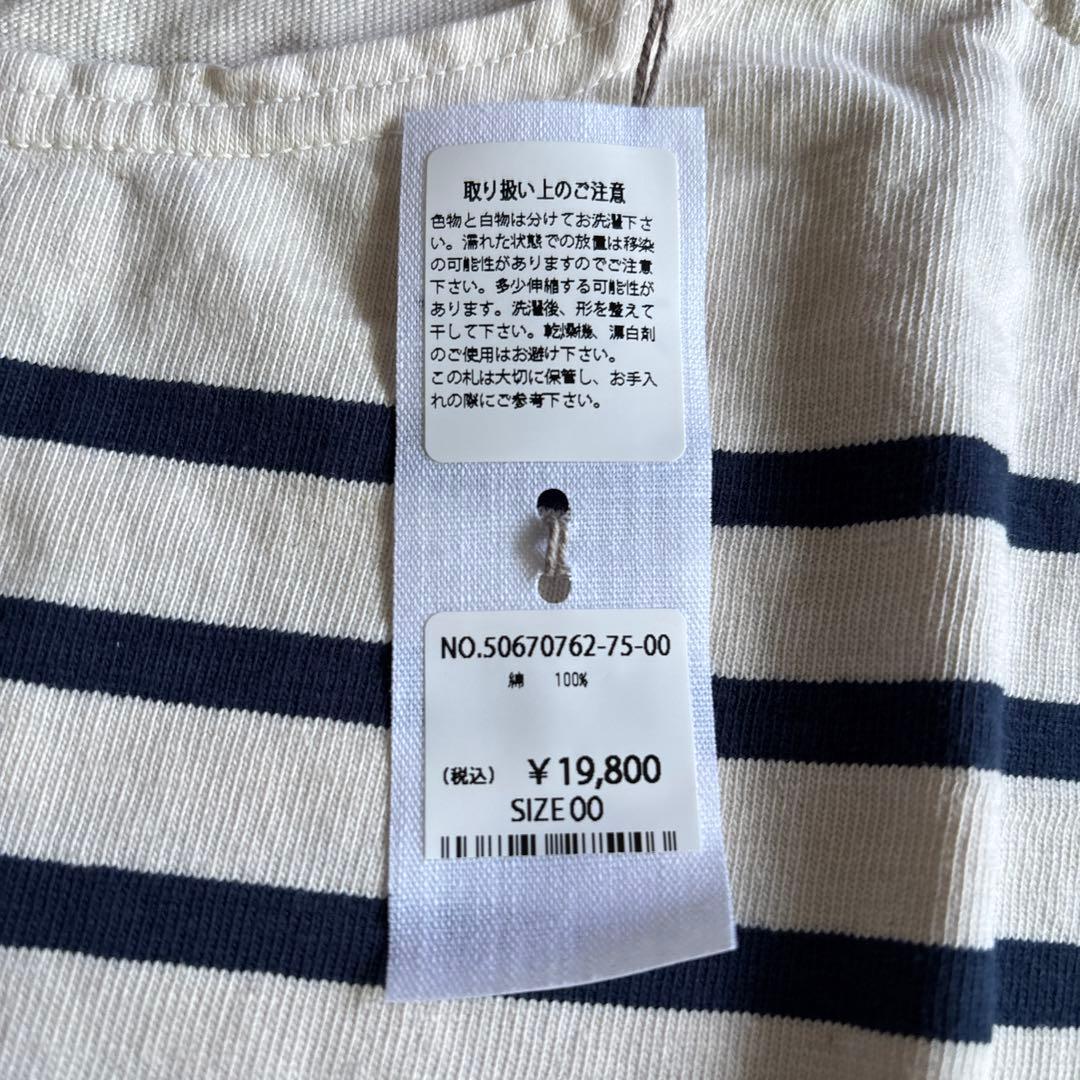 取り扱い上のご注意
色物と白物は分けてお洗濯下さ
い。濡れた状態での放置は移染
の可能性がありますのでご注意
下さい。多少伸縮する可能性が
あります。洗濯後、形を整えて
干して下さい。乾燥機、漂白剤
のご使用はお避け下さい。
この札は大切に保管し、お手入
れの際にご参考下さい。
NO.50670762-75-00
綿 100%
(税込) ¥19,800
SIZE 00